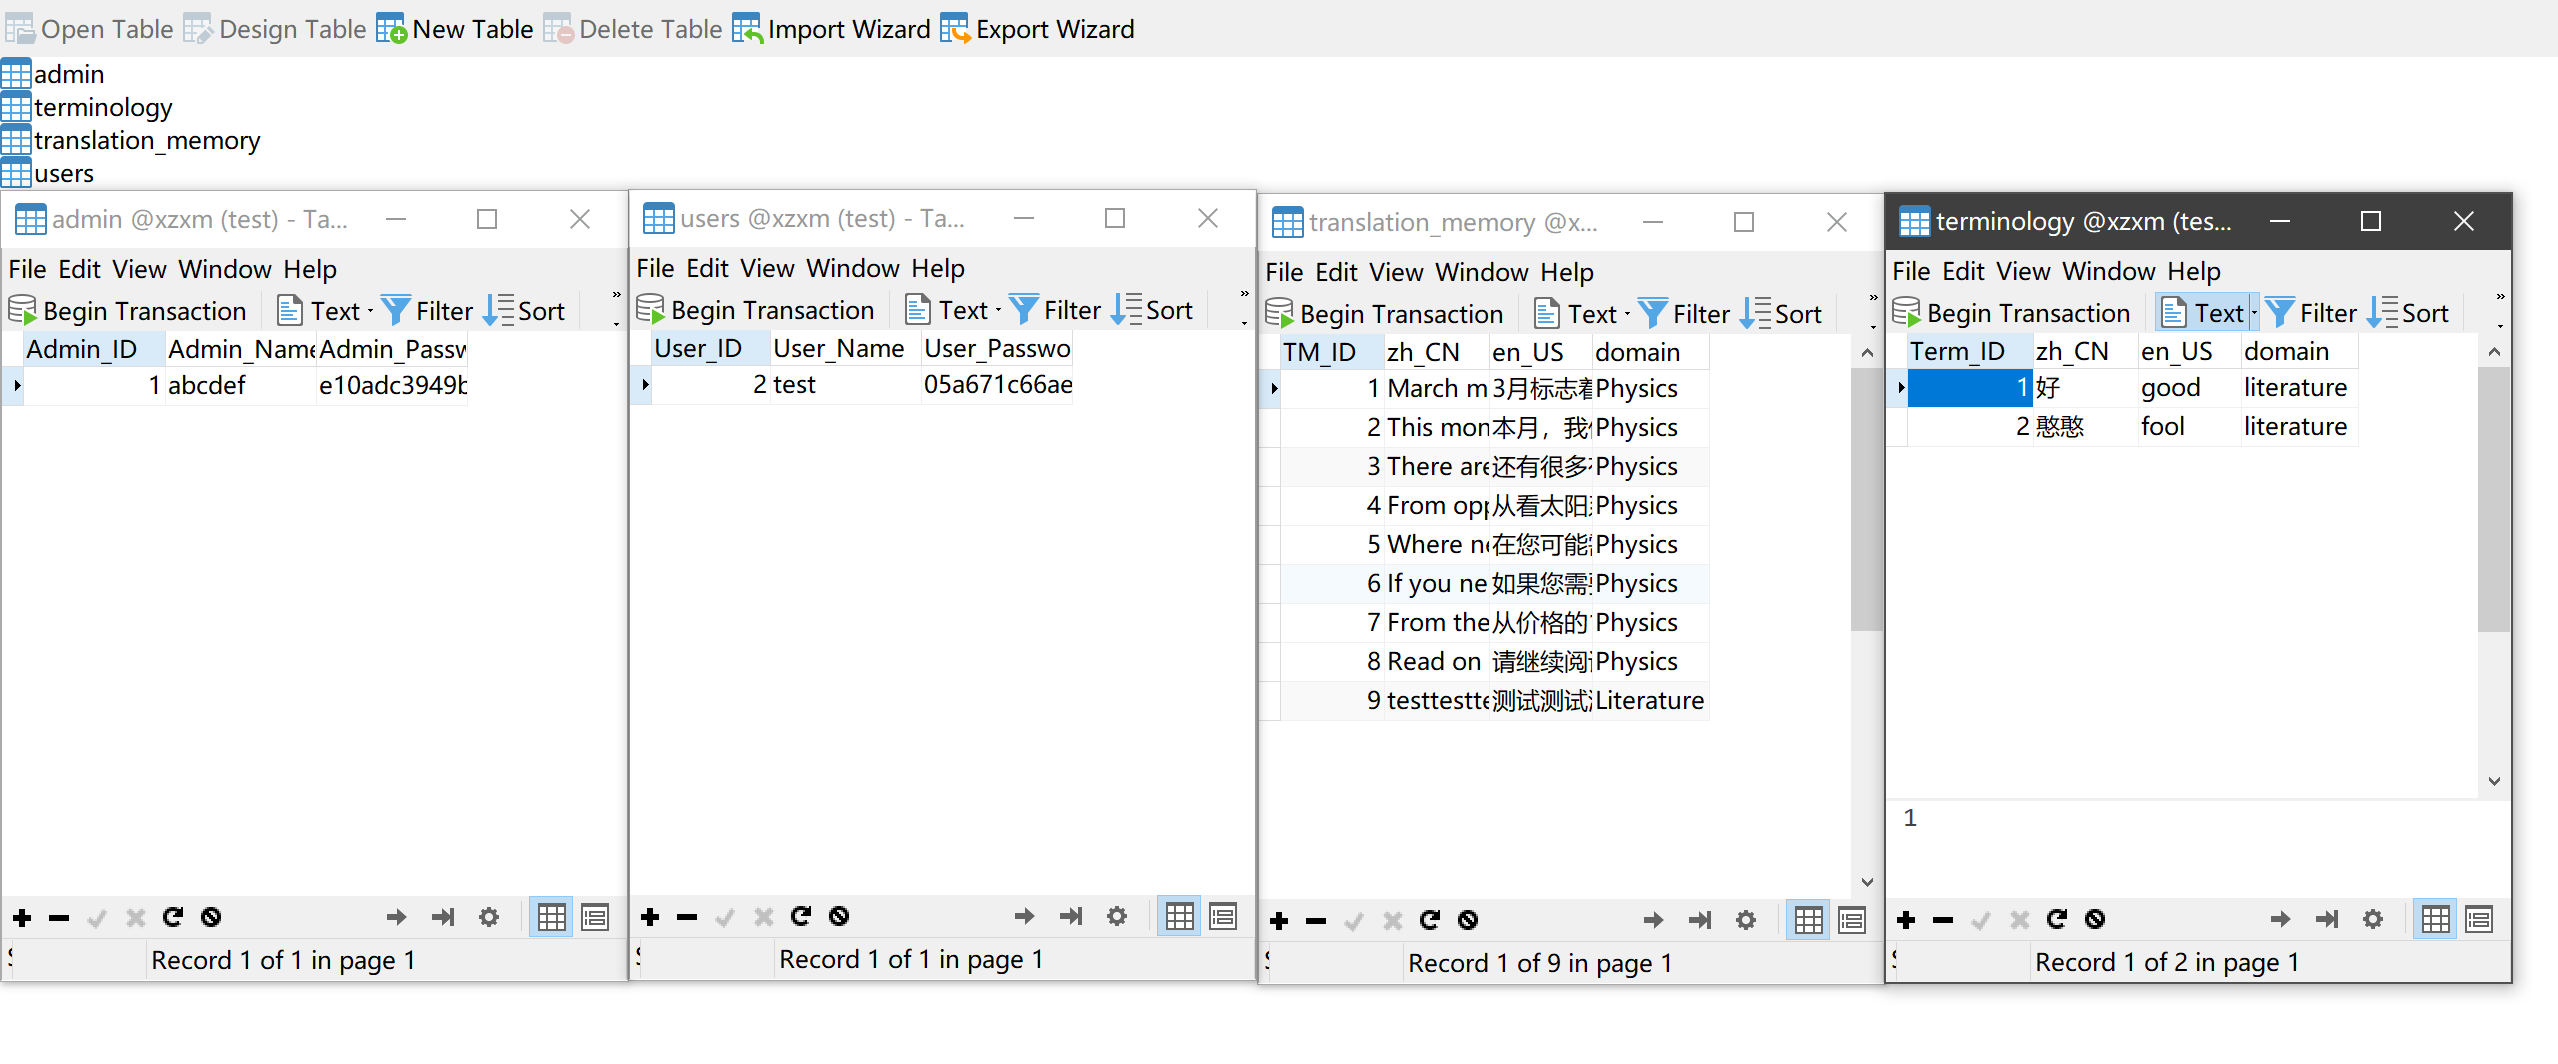 Open Table Design Table New Table Delete Table Import Wizard Export Wizard
admin
terminology
translation_memory
users
admin @xzxm (test) - Ta...
File Edit View Window Help
Begin Transaction Text Filter Sort
Admin_ID Admin_Name Admin_Passw
1 abcdef e10adc3949b
Record 1 of 1 in page 1
users @xzxm (test) - Ta...
File Edit View Window Help
Begin Transaction Text Filter Sort
User_ID User_Name User_Passwo
2 test 05a671c66ae
Record 1 of 1 in page 1
translation_memory @x...
File Edit View Window Help
Begin Transaction Text Filter Sort
TM_ID zh_CN en_US domain
1 March m 3月标志着 Physics
2 This mon 本月，我 Physics
3 There are 还有很多 Physics
4 From opp 从看太阳 Physics
5 Where ne 在您可能 Physics
6 If you ne 如果您需 Physics
7 From the 从价格的 Physics
8 Read on 请继续阅 Physics
9 testtestte 测试测试 Literature
Record 1 of 9 in page 1
terminology @xzxm (tes...
File Edit View Window Help
Begin Transaction Text Filter Sort
Term_ID zh_CN en_US domain
1 好 good literature
2 憨憨 fool literature
1
Record 1 of 2 in page 1